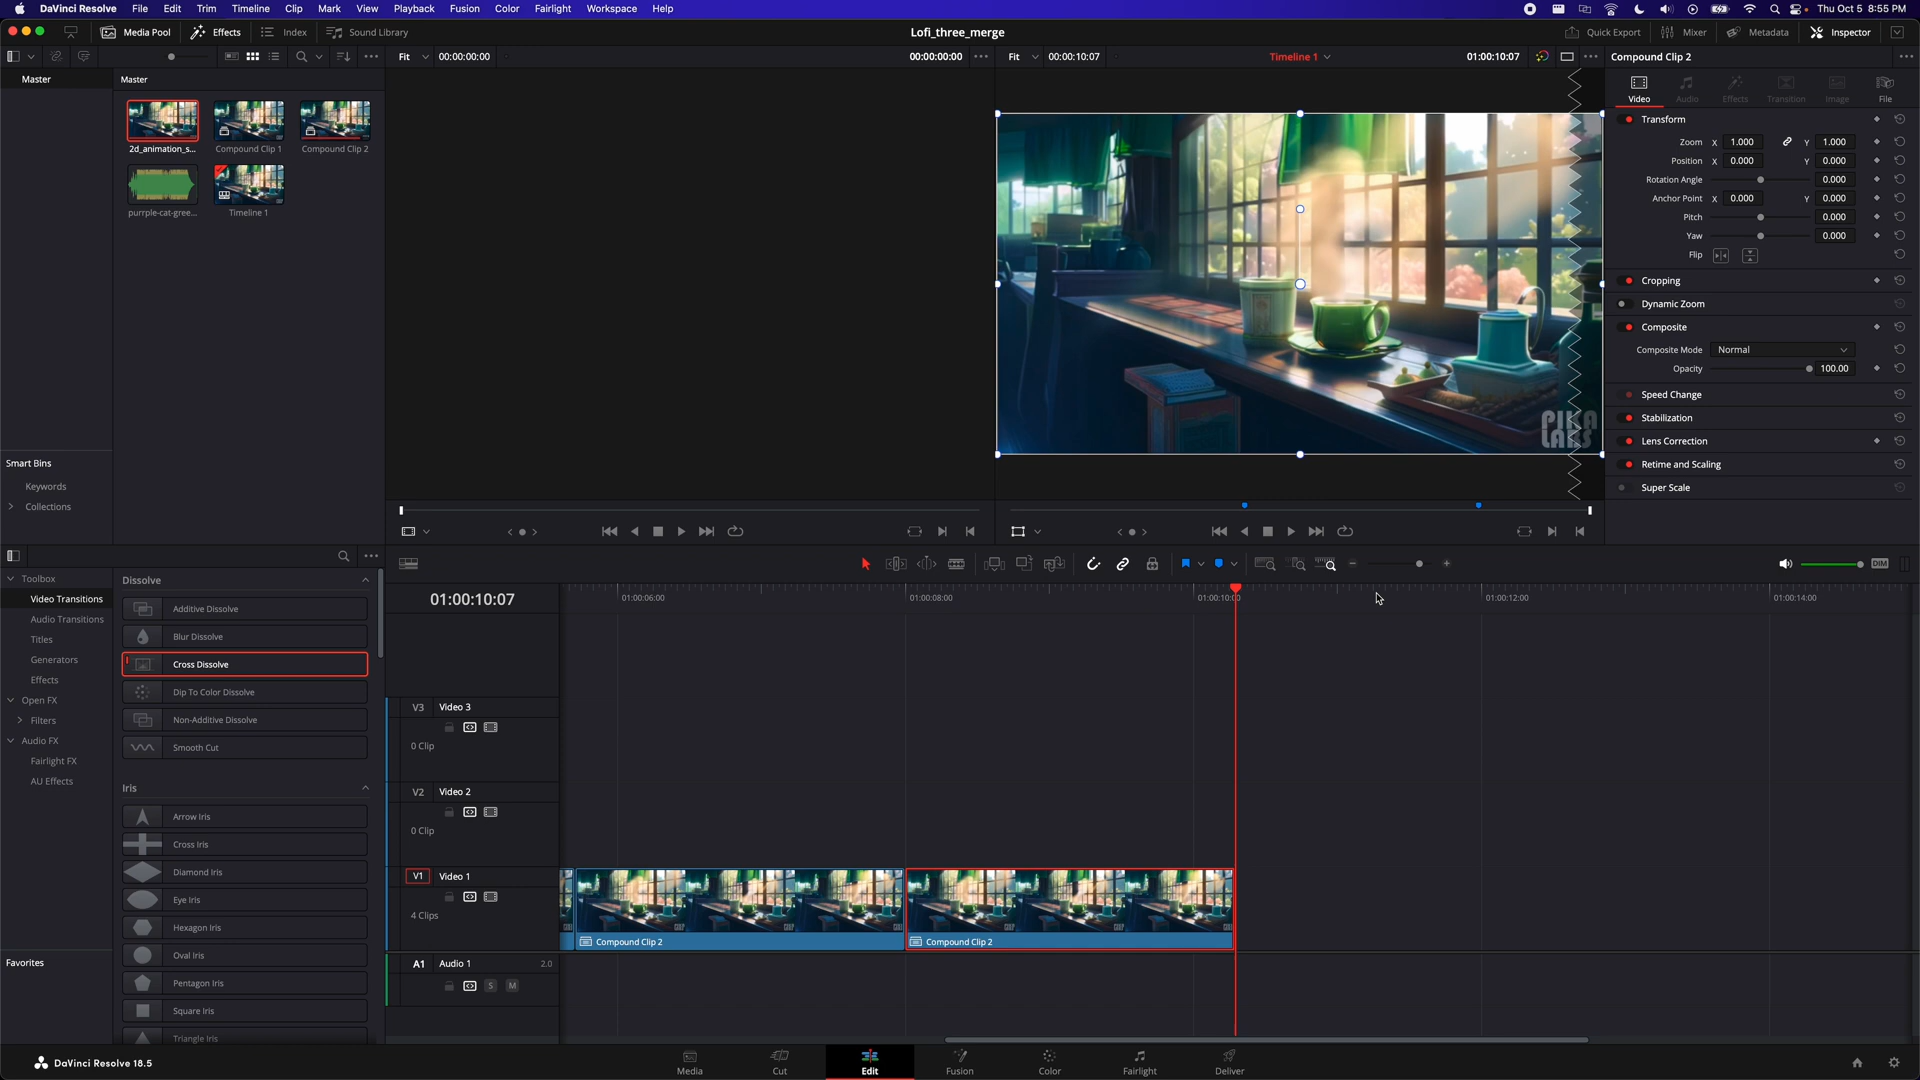 DaVinci Resolve File Edit Trim Timeline Clip Mark View Playback Fusion Color Fairlight Workspace Help
Thu Oct 5 8:55 PM
Media Pool Effects Index Sound Library
Lofi_three_merge
Quick Export Mixer Metadata Inspector
Fit 00:00:00:00
00:00:00:00
Fit 00:00:10:07
Timeline 1
01:00:10:07
Compound Clip 2
Master
Master
2d_animation_s...
Compound Clip 1
Compound Clip 2
purrple-cat-gree...
Timeline 1
Smart Bins
Keywords
Collections
PIKA
LABS
Video Audio Effects Transition Image File
Transform
Zoom X 1.000 Y 1.000
Position X 0.000 Y 0.000
Rotation Angle 0.000
Anchor Point X 0.000 Y 0.000
Pitch 0.000
Yaw 0.000
Flip
Cropping
Dynamic Zoom
Composite
Composite Mode Normal
Opacity 100.00
Speed Change
Stabilization
Lens Correction
Retime and Scaling
Super Scale
Toolbox
Video Transitions
Audio Transitions
Titles
Generators
Effects
Open FX
Filters
Audio FX
Fairlight FX
AU Effects
Favorites
Dissolve
Additive Dissolve
Blur Dissolve
Cross Dissolve
Dip To Color Dissolve
Non-Additive Dissolve
Smooth Cut
Iris
Arrow Iris
Cross Iris
Diamond Iris
Eye Iris
Hexagon Iris
Oval Iris
Pentagon Iris
Square Iris
Triangle Iris
DIM
01:00:10:07
01:00:06:00
01:00:08:00
01:00:10:00
01:00:12:00
01:00:14:00
V3 Video 3
0 Clip
V2 Video 2
0 Clip
V1 Video 1
4 Clips
Compound Clip 2
Compound Clip 2
A1 Audio 1 2.0
S M
DaVinci Resolve 18.5
Media Cut Edit Fusion Color Fairlight Deliver